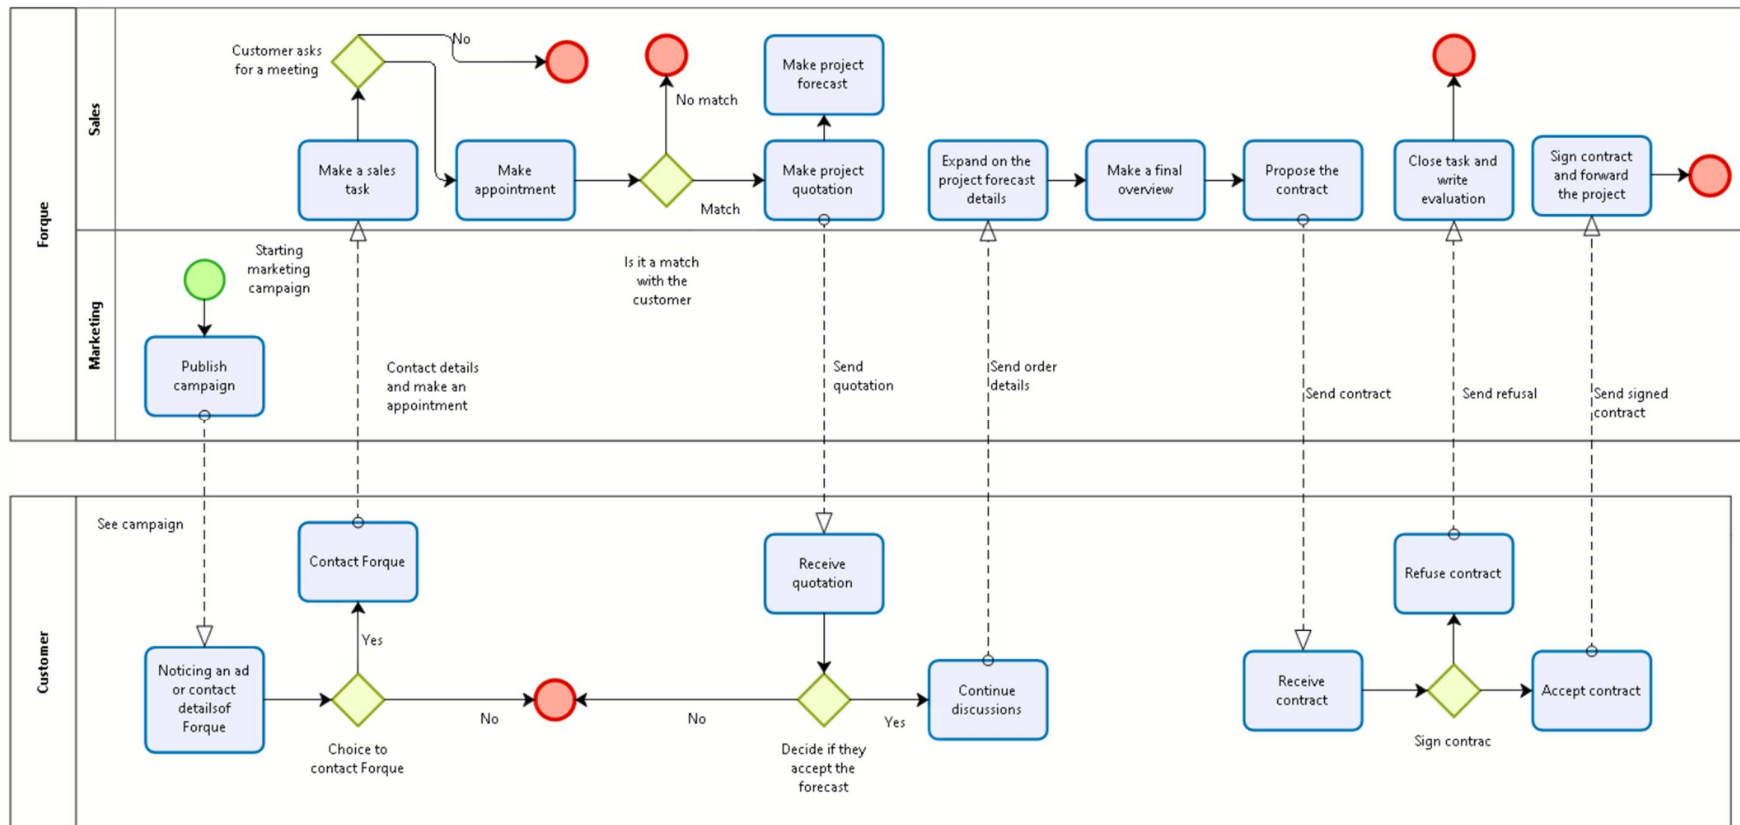 Forque
Sales
Customer asks
for a meeting
No
Make a sales
task
Make
appointment
No match
Match
Make project
forecast
Make project
quotation
Expand on the
project forecast
details
Make a final
overview
Propose the
contract
Close task and
write
evaluation
Sign contract
and forward
the project
Marketing
Starting
marketing
campaign
Publish
campaign
Is it a match
with the
customer
Contact details
and make an
appointment
Send
quotation
Send order
details
Send contract
Send refusal
Send signed
contract
Customer
See campaign
Noticing an ad
or contact
detailsof
Forque
Contact Forque
Yes
No
Choice to
contact Forque
Receive
quotation
No
Yes
Decide if they
accept the
forecast
Continue
discussions
Receive
contract
Refuse contract
Sign contrac
Accept contract